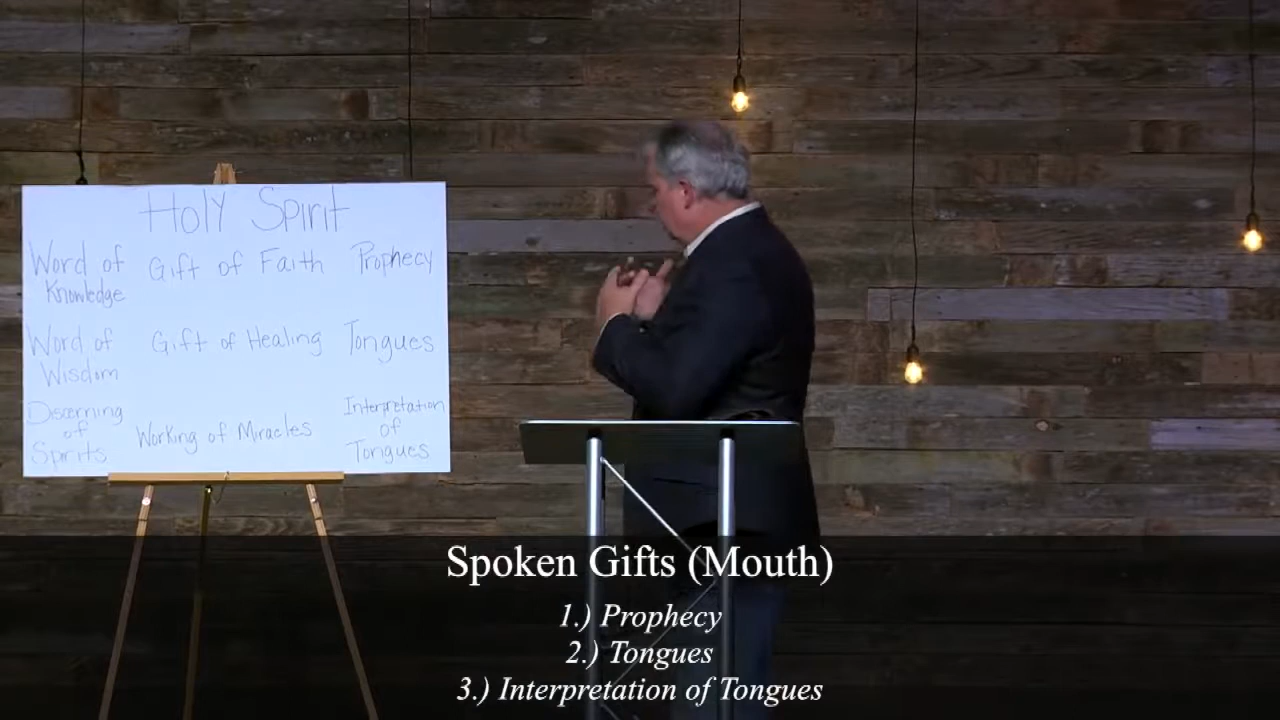 Holy Spirit
Word of
Knowledge
Gift of Faith
Prophecy
Word of
Wisdom
Gift of Healing
Tongues
Discerning
of
Spirits
Working of Miracles
Interpretation
of
Tongues
Spoken Gifts (Mouth)
1.) Prophecy
2.) Tongues
3.) Interpretation of Tongues